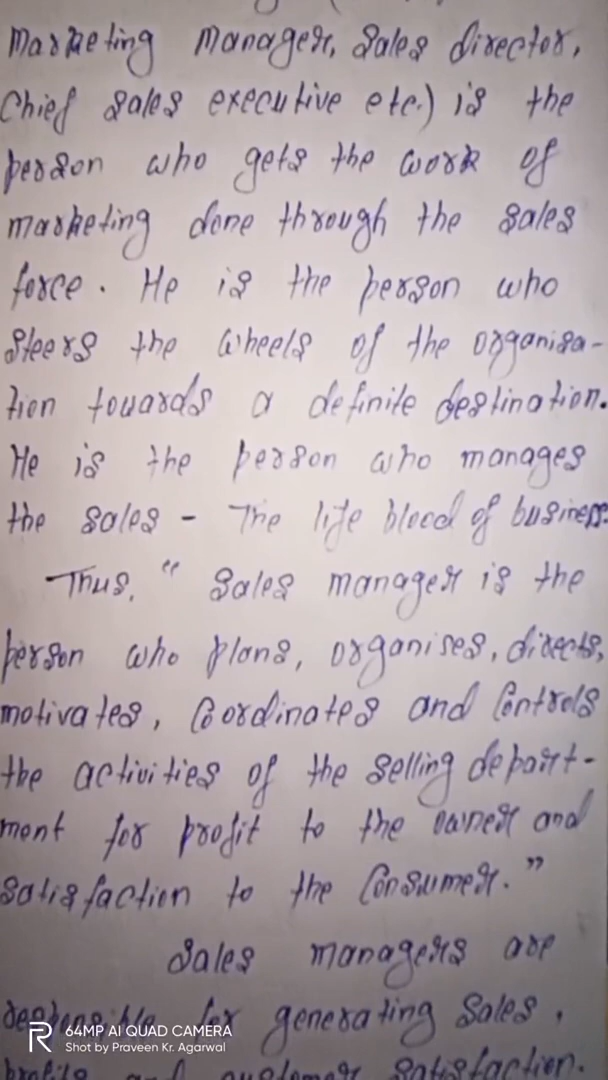 Marketing Manager, Sales director,
Chief Sales executive etc.) is the
person who gets the work of
marketing done through the sales
force. He is the person who
steers the wheels of the organisa-
tion towards a definite destination.
He is the person who manages
the sales - The life blood of business.
Thus, “ Sales manager is the
person who plans, organises, directs,
motivates, Coordinates and Controls
the activities of the selling depart-
ment for profit to the owner and
satisfaction to the Consumer.”
Sales managers are
responsible for generating Sales,
profits and customer satisfaction.
64MP AI QUAD CAMERA
Shot by Praveen Kr. Agarwal